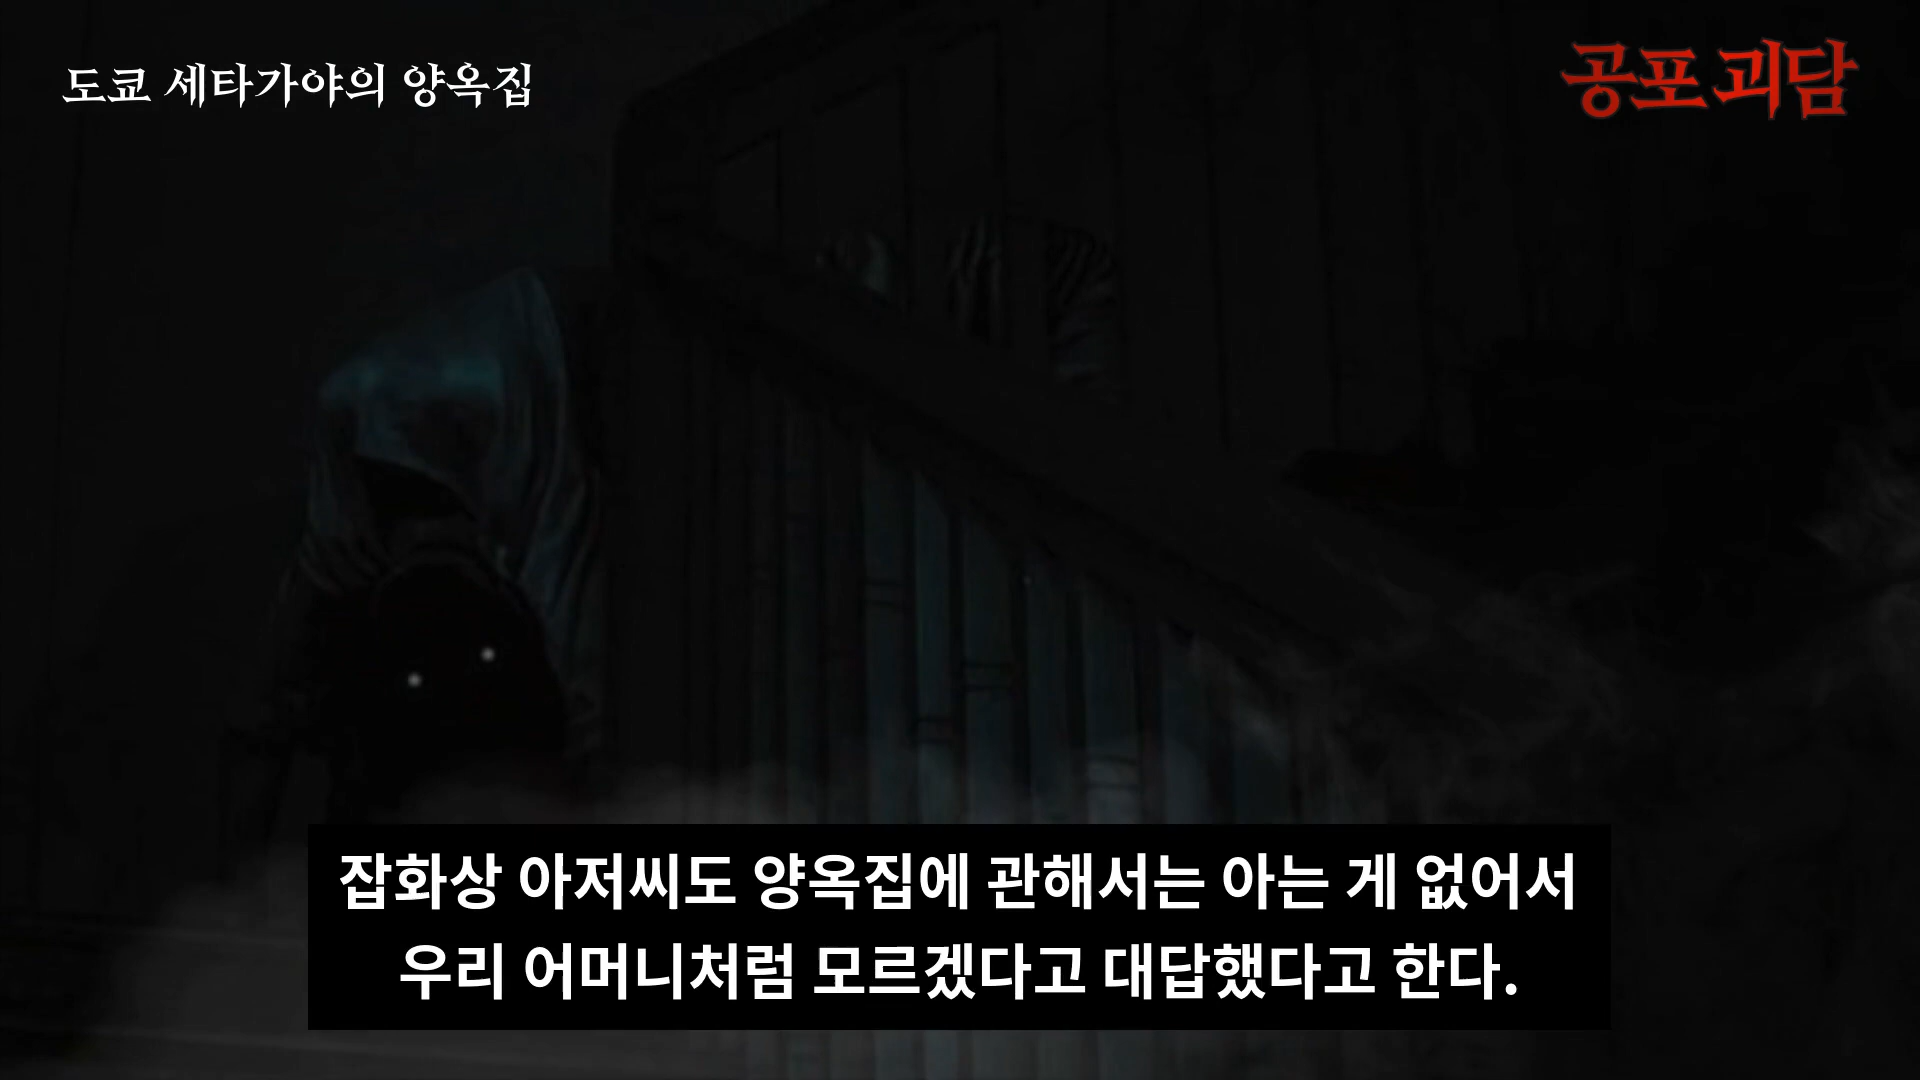 도쿄 세타가야의 양옥집
공포 괴담
잡화상 아저씨도 양옥집에 관해서는 아는 게 없어서
우리 어머니처럼 모르겠다고 대답했다고 한다.